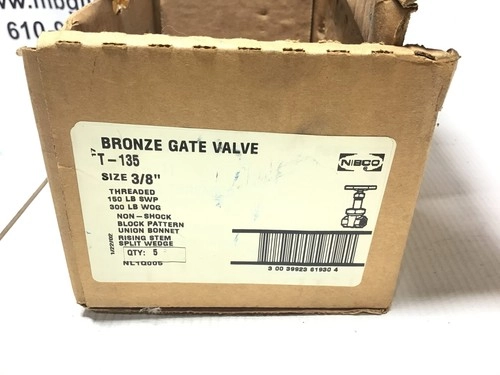 610
17
BRONZE GATE VALVE
T-135
SIZE 3/8"
NIBCO
THREADED
150 LB SWP
300 LB WOG
NON-SHOCK
BLOCK PATTERN
UNION BONNET
RISING STEM
SPLIT WEDGE
QTY: 5
3 00 39923 61930 4